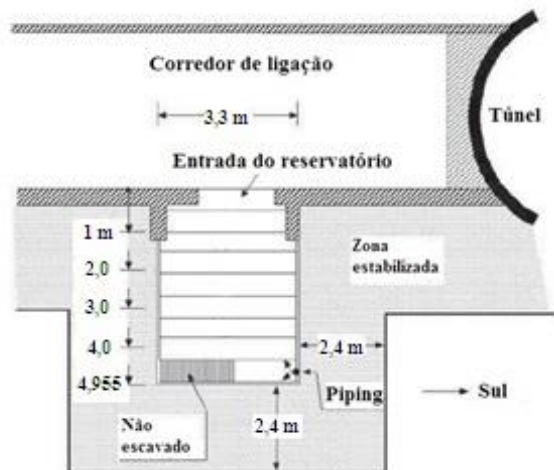 Corredor de ligação
Túnel
3,3 m
Entrada do reservatório
1 m
Zona
estabilizada
2,0
3,0
4,0
2,4 m
4,955
Piping
Sul
Não
escavado
2,4 m